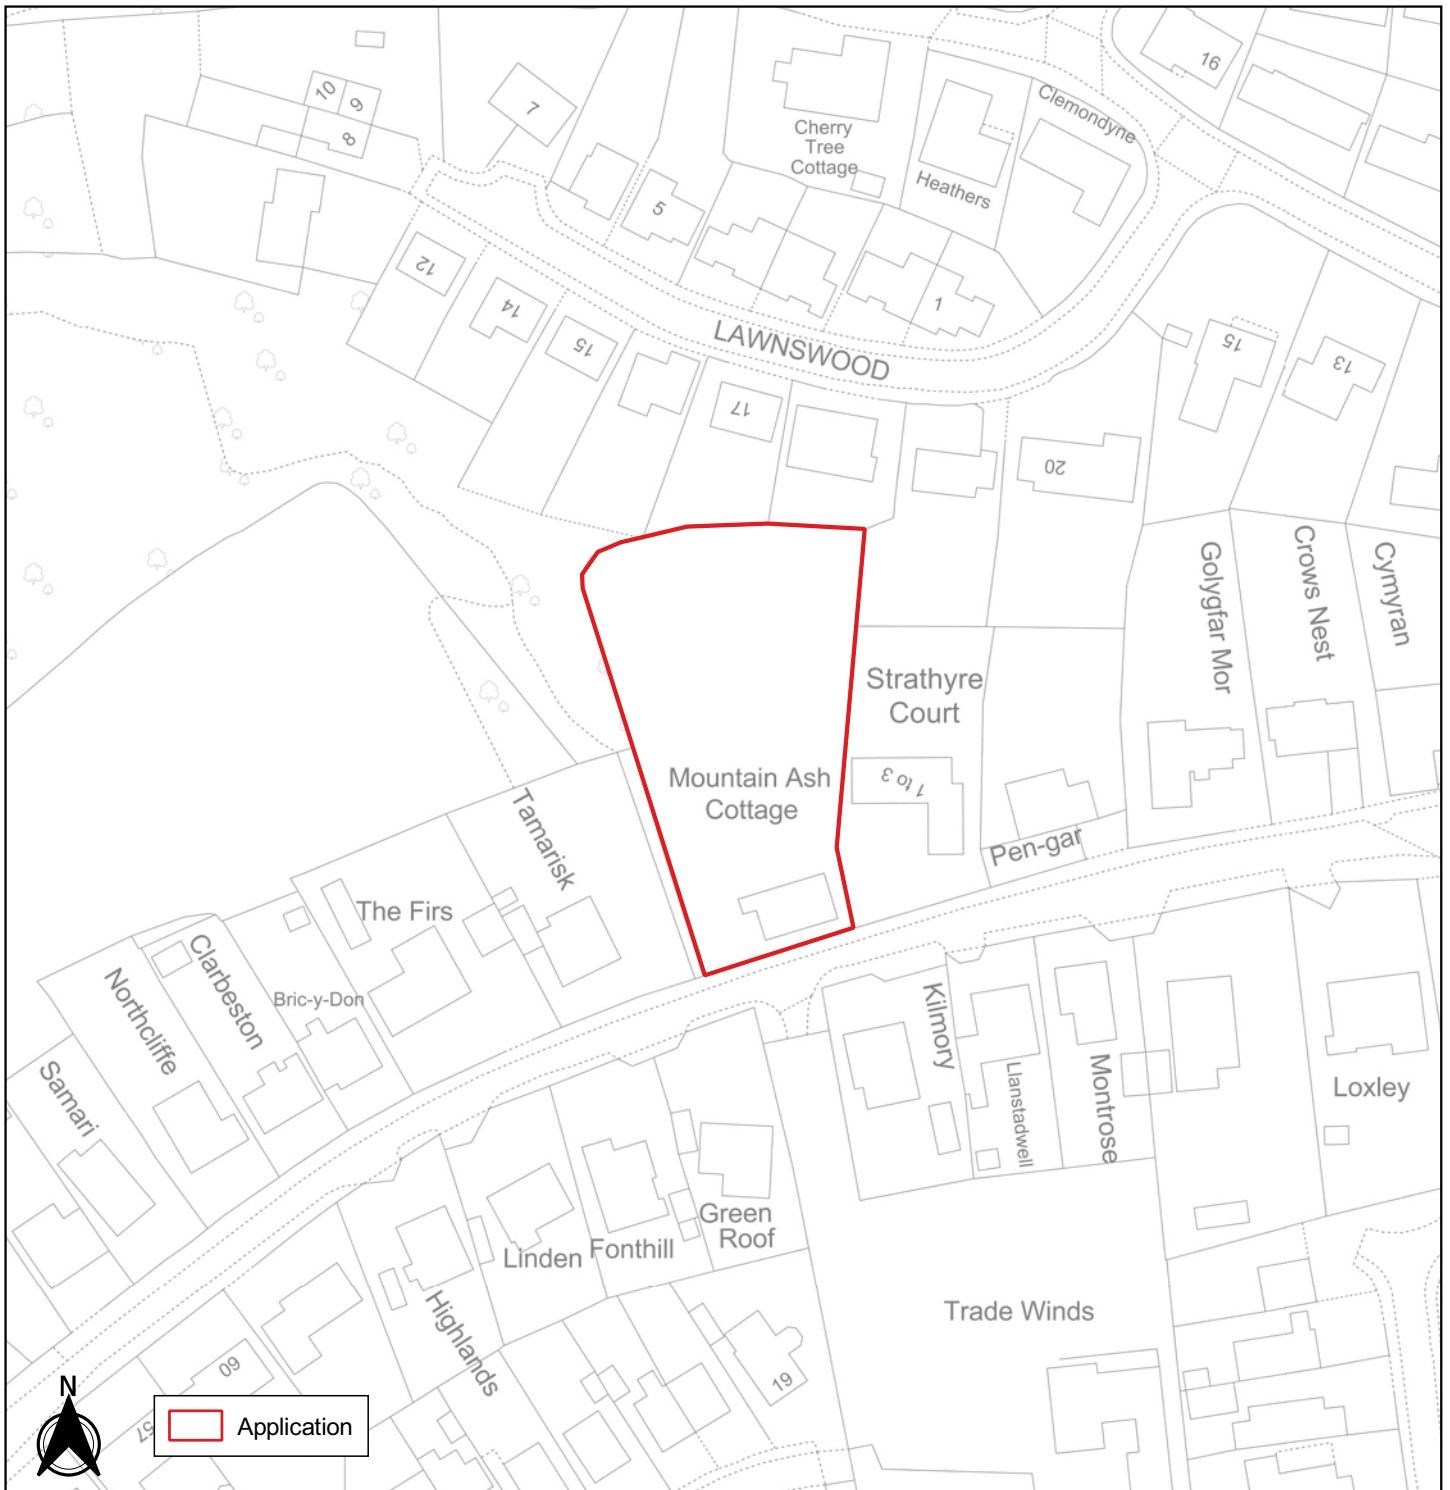 16
10
9
8
7
Cherry
Tree
Cottage
Clemondyne
Heathers
5
12
14
15
1
LAWNSWOOD
17
20
15
13
Golygfar Mor
Crows Nest
Cymyran
Strathyre
Court
1 to 3
Mountain Ash
Cottage
Pen-gar
Tamarisk
The Firs
Bric-y-Don
Clarbeston
Northcliffe
Samari
Kilmory
Llanstadwell
Montrose
Loxley
Green
Roof
Fonthill
Linden
Highlands
Trade Winds
60
57
61
N
Application